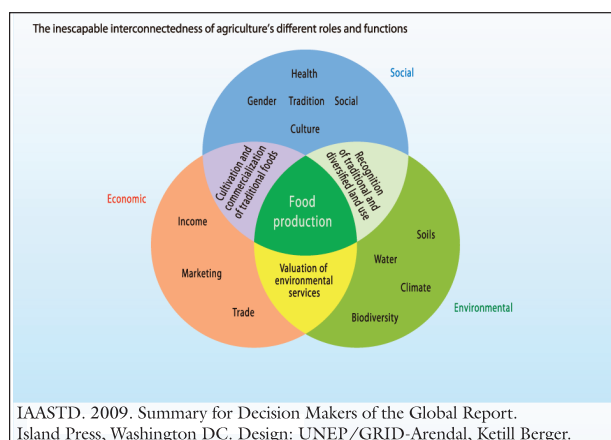 The inescapable interconnectedness of agriculture's different roles and functions
Social
Health
Gender Tradition Social
Culture
Cultivation and
commercialization
of traditional foods
Recognition
of traditional and
diversified land use
Economic
Food
production
Income
Marketing
Trade
Valuation of
environmental
services
Soils
Water
Climate
Biodiversity
Environmental
IAASTD. 2009. Summary for Decision Makers of the Global Report.
Island Press, Washington DC. Design: UNEP/GRID-Arendal, Ketill Berger.